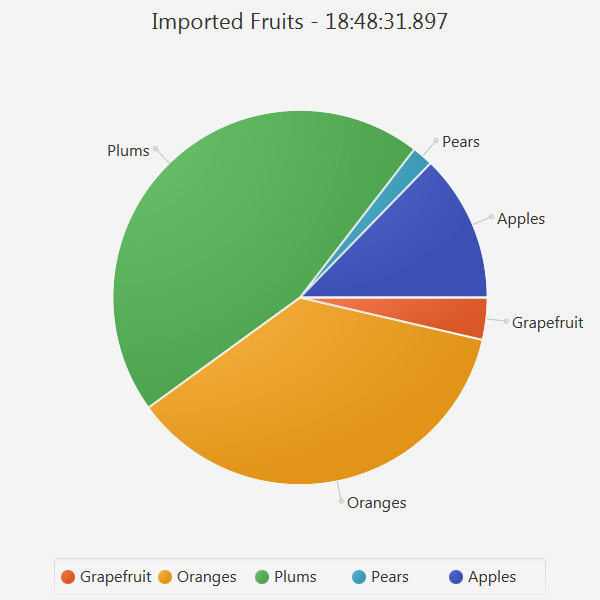 Imported Fruits - 18:48:31.897
Pears
Plums
Apples
Grapefruit
Oranges
Grapefruit Oranges Plums Pears Apples